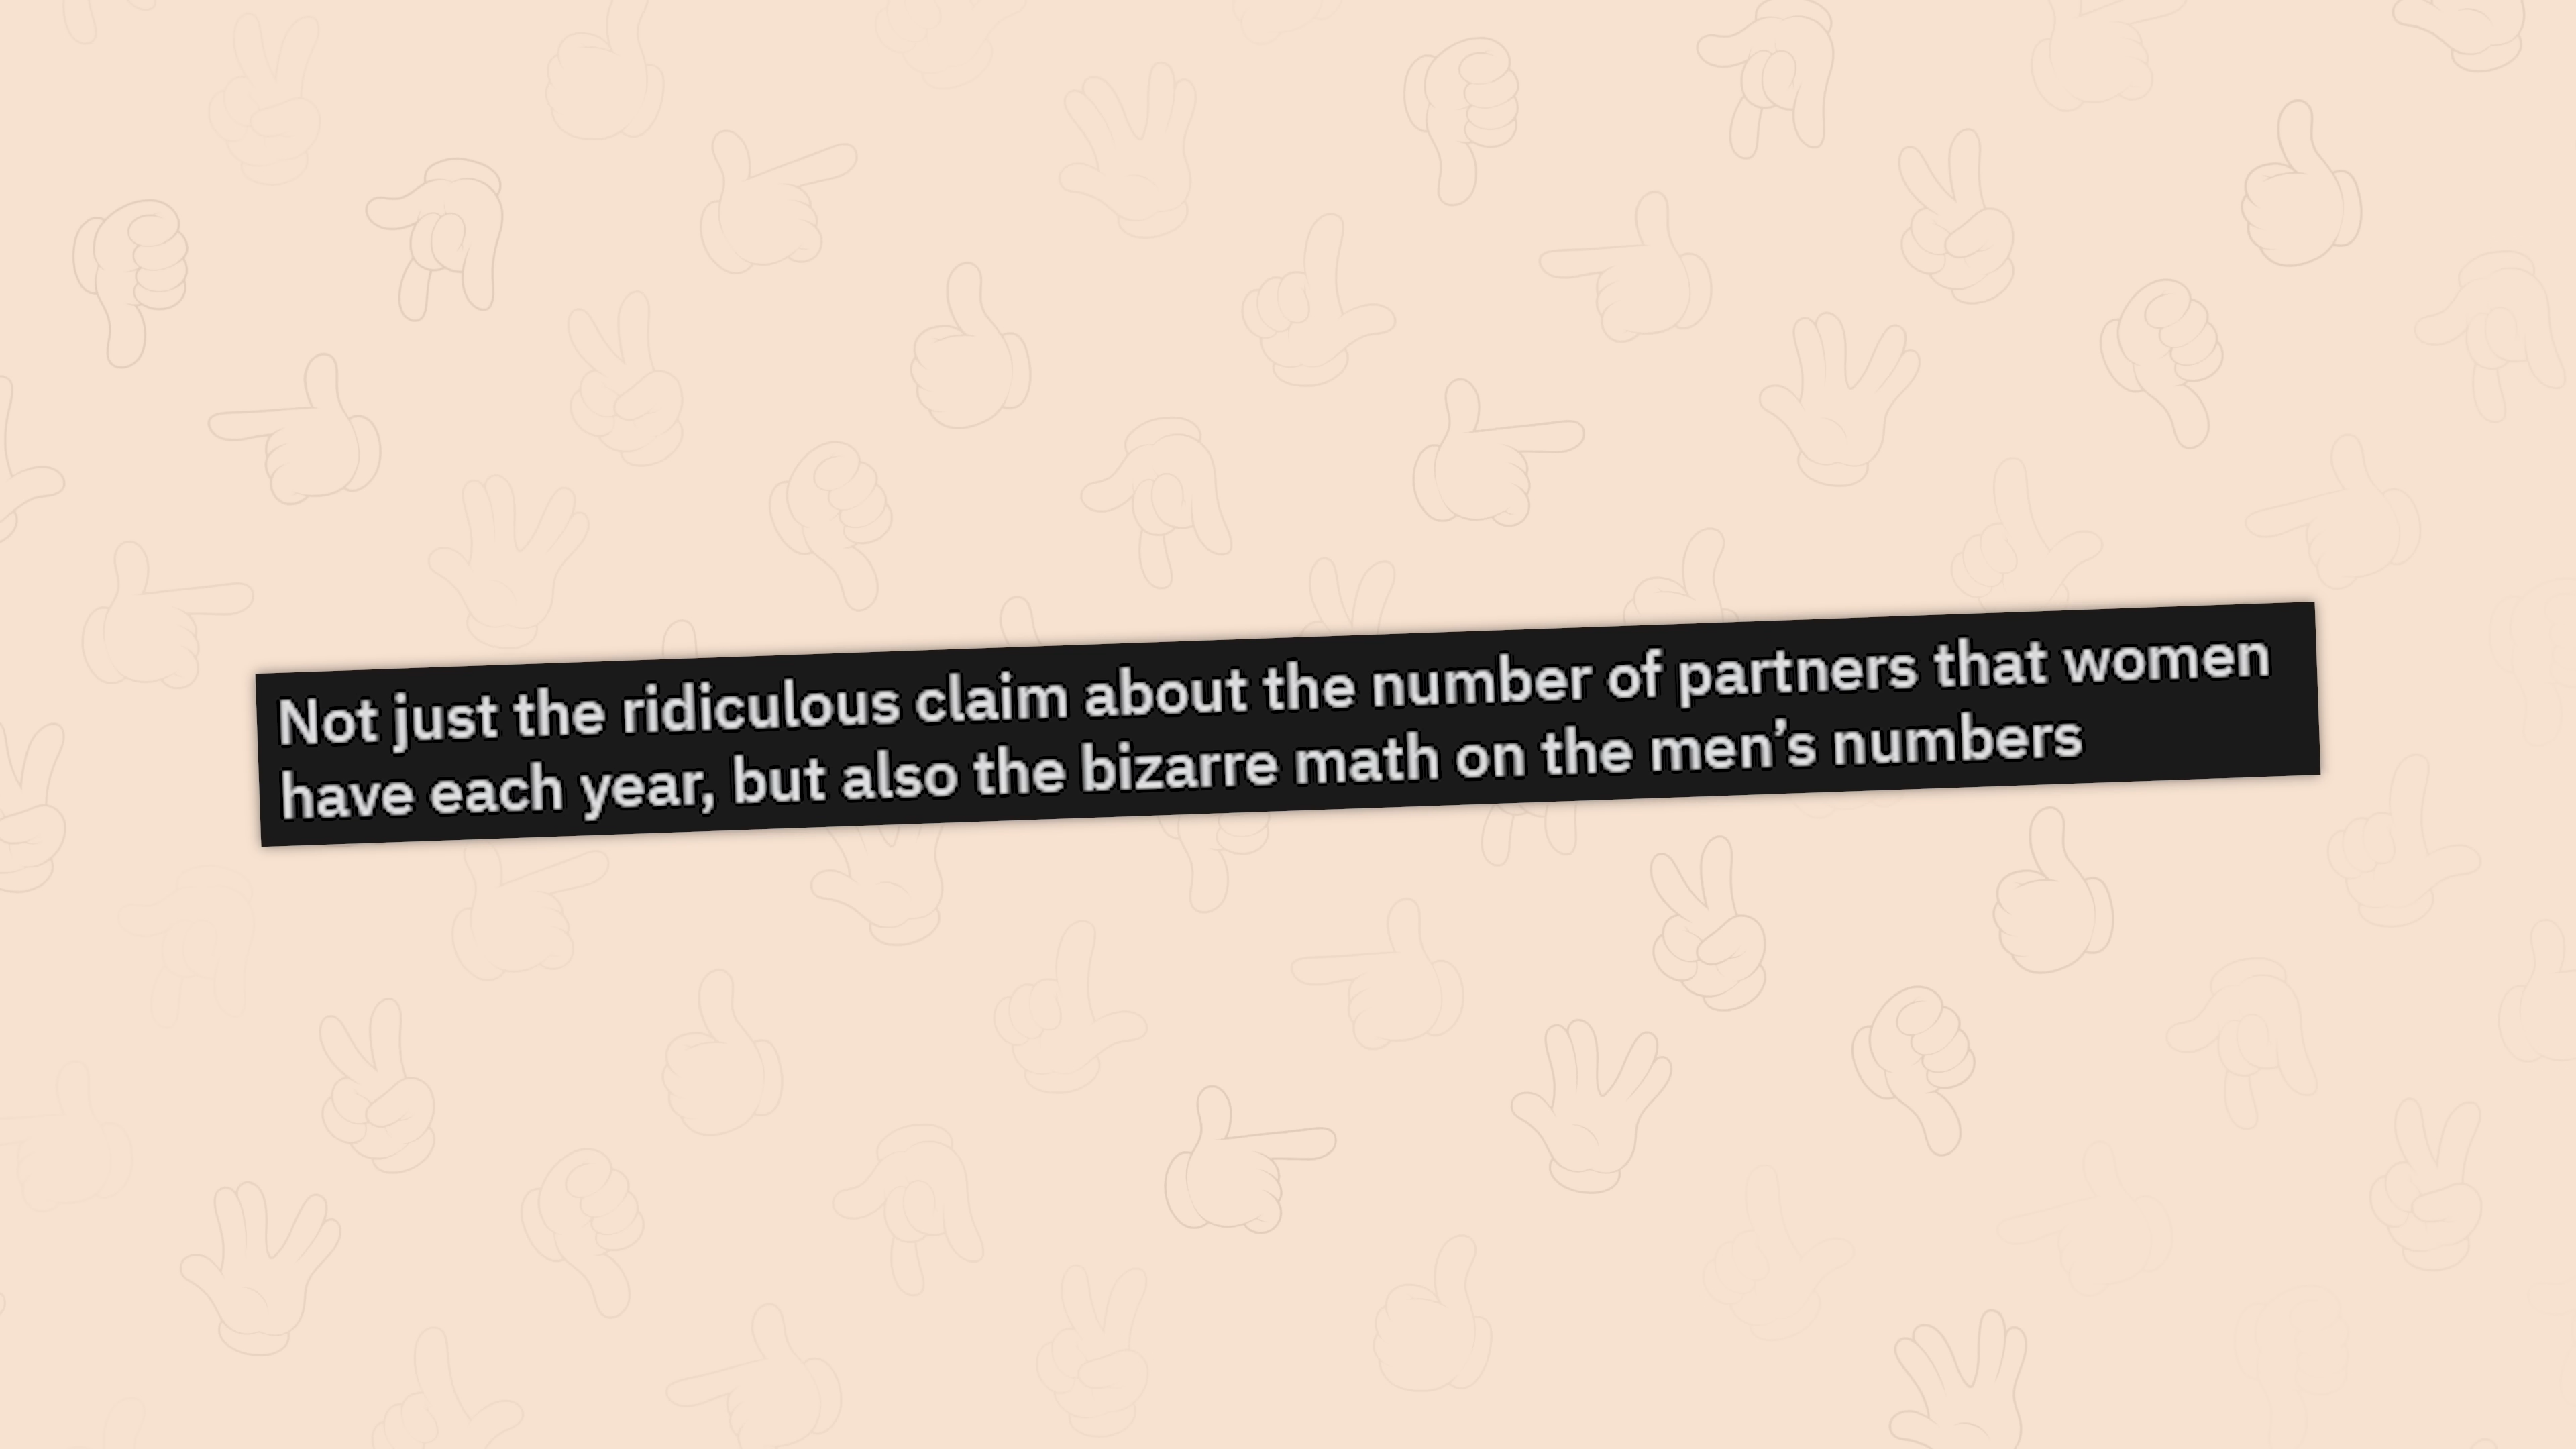 Not just the ridiculous claim about the number of partners that women
have each year, but also the bizarre math on the men’s numbers